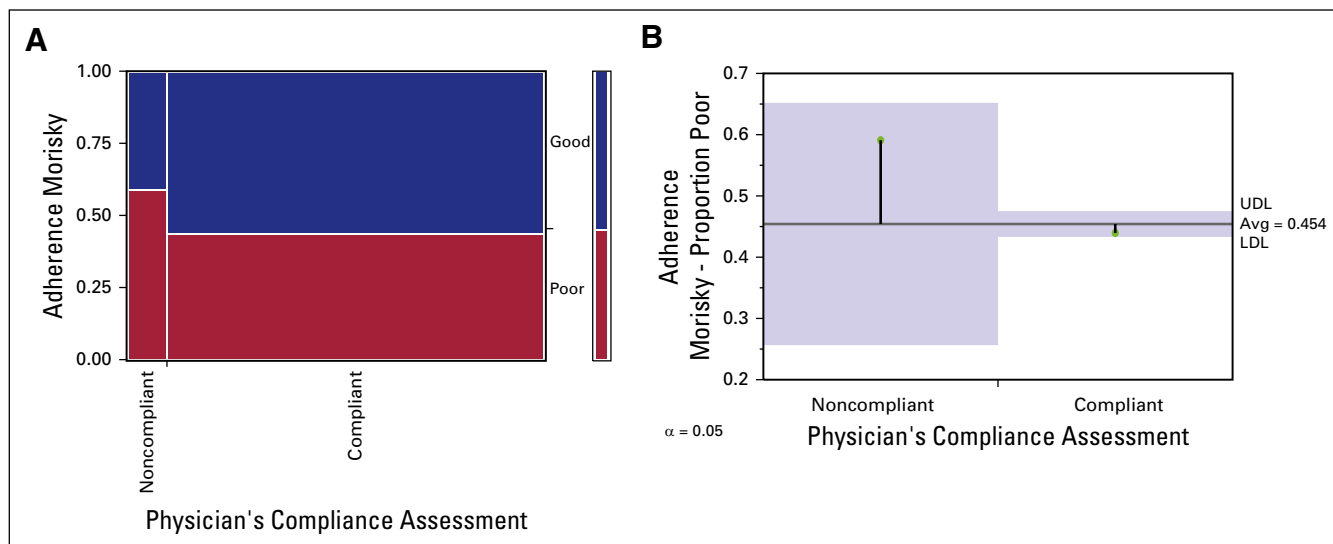 A
1.00
0.75
0.50
0.25
0.00
Adherence Morisky
Good
Poor
Noncompliant
Compliant
Physician's Compliance Assessment
B
0.7
0.6
0.5
0.4
0.3
0.2
Adherence
Morisky - Proportion Poor
UDL
Avg = 0.454
LDL
Noncompliant
Compliant
α = 0.05
Physician's Compliance Assessment